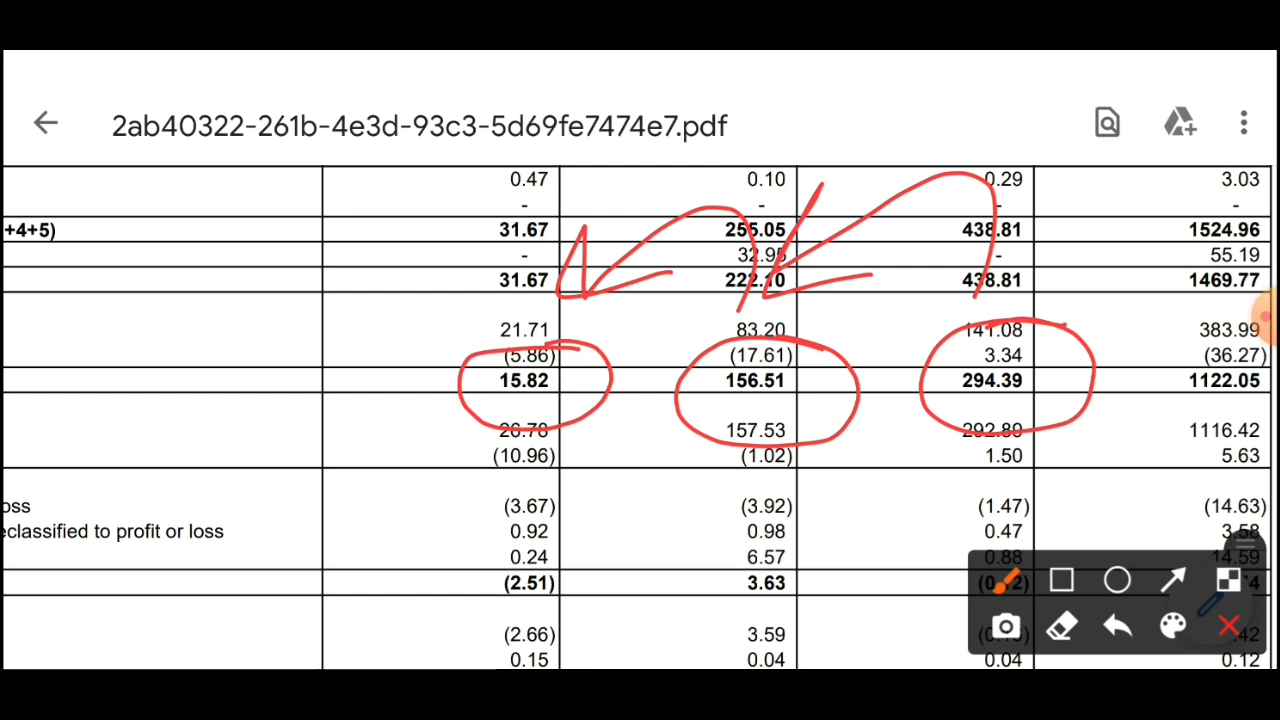 2ab40322-261b-4e3d-93c3-5d69fe7474e7.pdf
0.47 0.10 0.29 3.03
- - - -
+4+5) 31.67 255.05 438.81 1524.96
- 32.95 - 55.19
31.67 222.10 438.81 1469.77
21.71 83.20 141.08 383.99
(5.86) (17.61) 3.34 (36.27)
15.82 156.51 294.39 1122.05
26.78 157.53 292.89 1116.42
(10.96) (1.02) 1.50 5.63
oss (3.67) (3.92) (1.47) (14.63)
eclassified to profit or loss 0.92 0.98 0.47 3.58
0.24 6.57 0.88 14.59
(2.51) 3.63
(2.66) 3.59
0.15 0.04 0.04 0.12